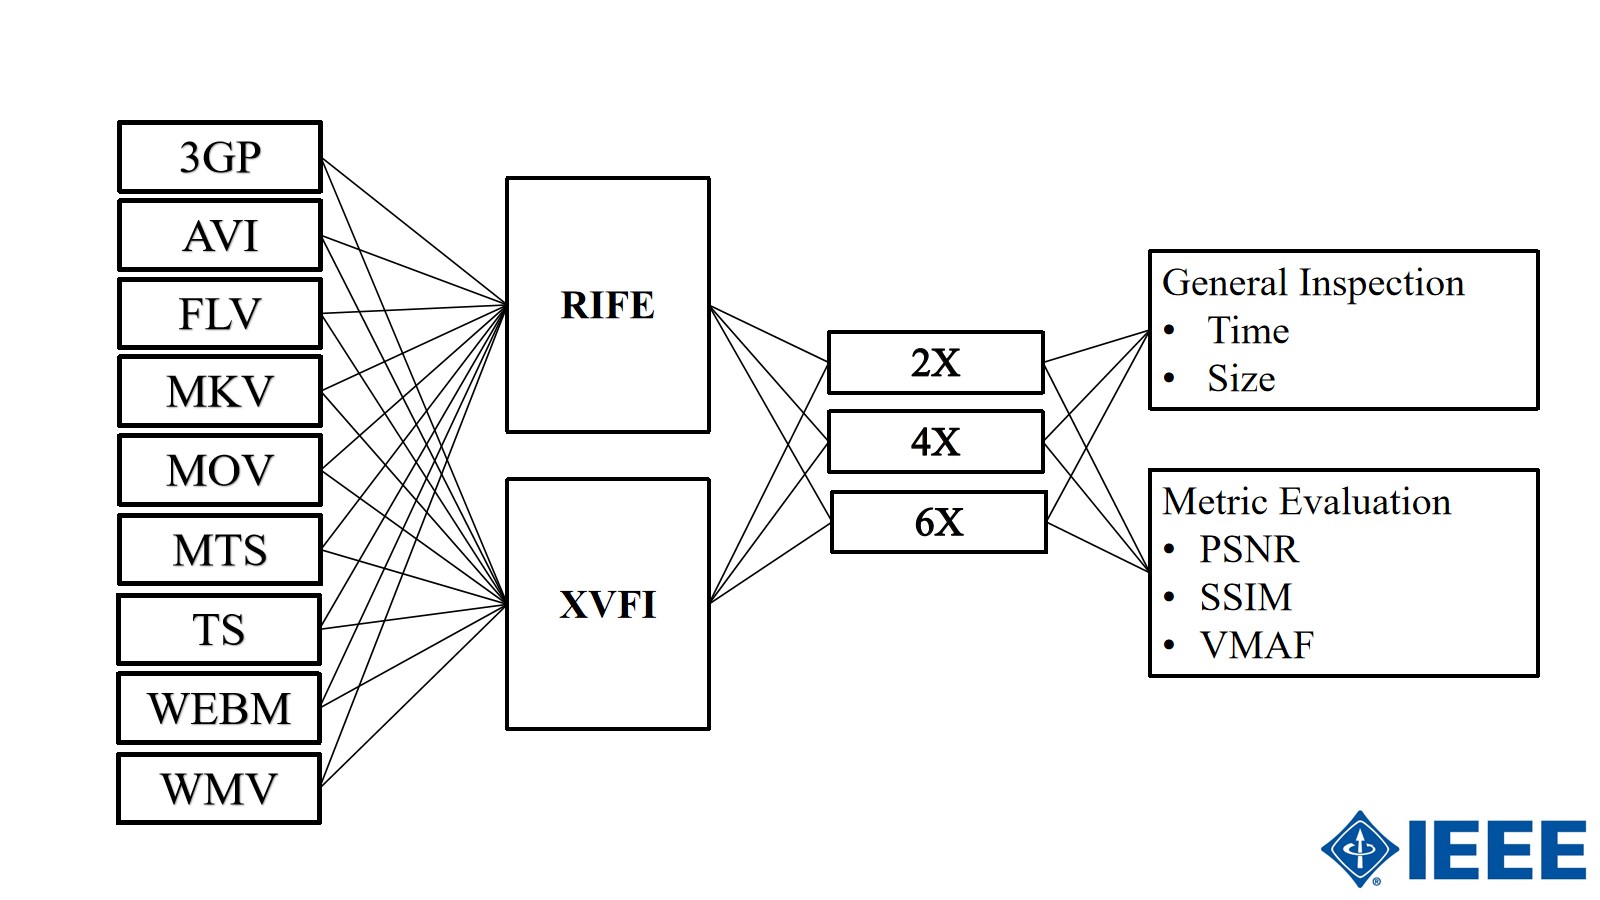 3GP
AVI
FLV
MKV
MOV
MTS
TS
WEBM
WMV
RIFE
XVFI
2X
4X
6X
General Inspection
• Time
• Size
Metric Evaluation
• PSNR
• SSIM
• VMAF
IEEE
®